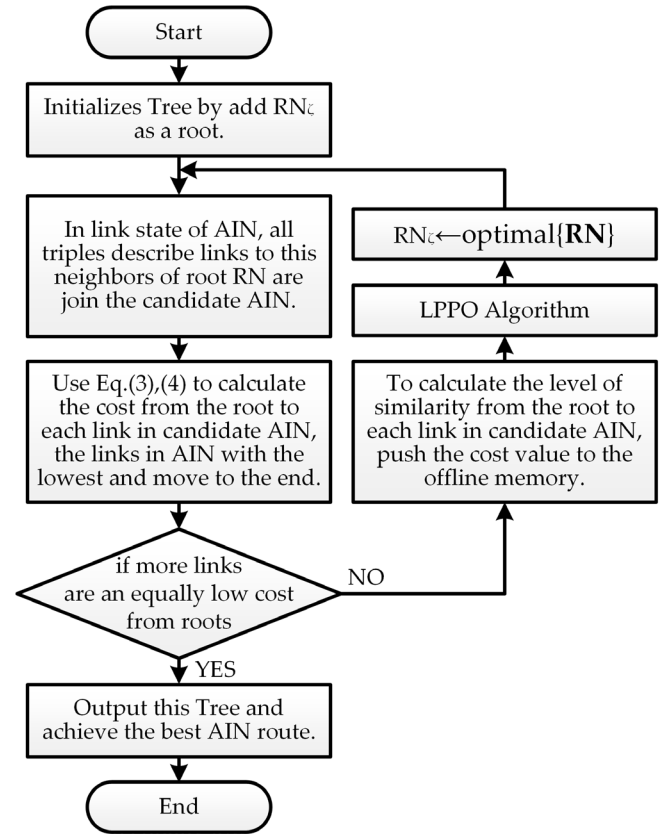 Start
Initializes Tree by add RNζ
as a root.
In link state of AIN, all
triples describe links to this
neighbors of root RN are
join the candidate AIN.
Use Eq.(3),(4) to calculate
the cost from the root to
each link in candidate AIN,
the links in AIN with the
lowest and move to the end.
if more links
are an equally low cost
from roots
NO
To calculate the level of
similarity from the root to
each link in candidate AIN,
push the cost value to the
offline memory.
LPPO Algorithm
RNζ←optimal{RN}
YES
Output this Tree and
achieve the best AIN route.
End